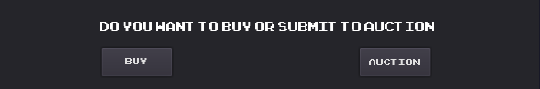 DO YOU WANT TO BUY OR SUBMIT TO AUCTION
BUY
AUCTION